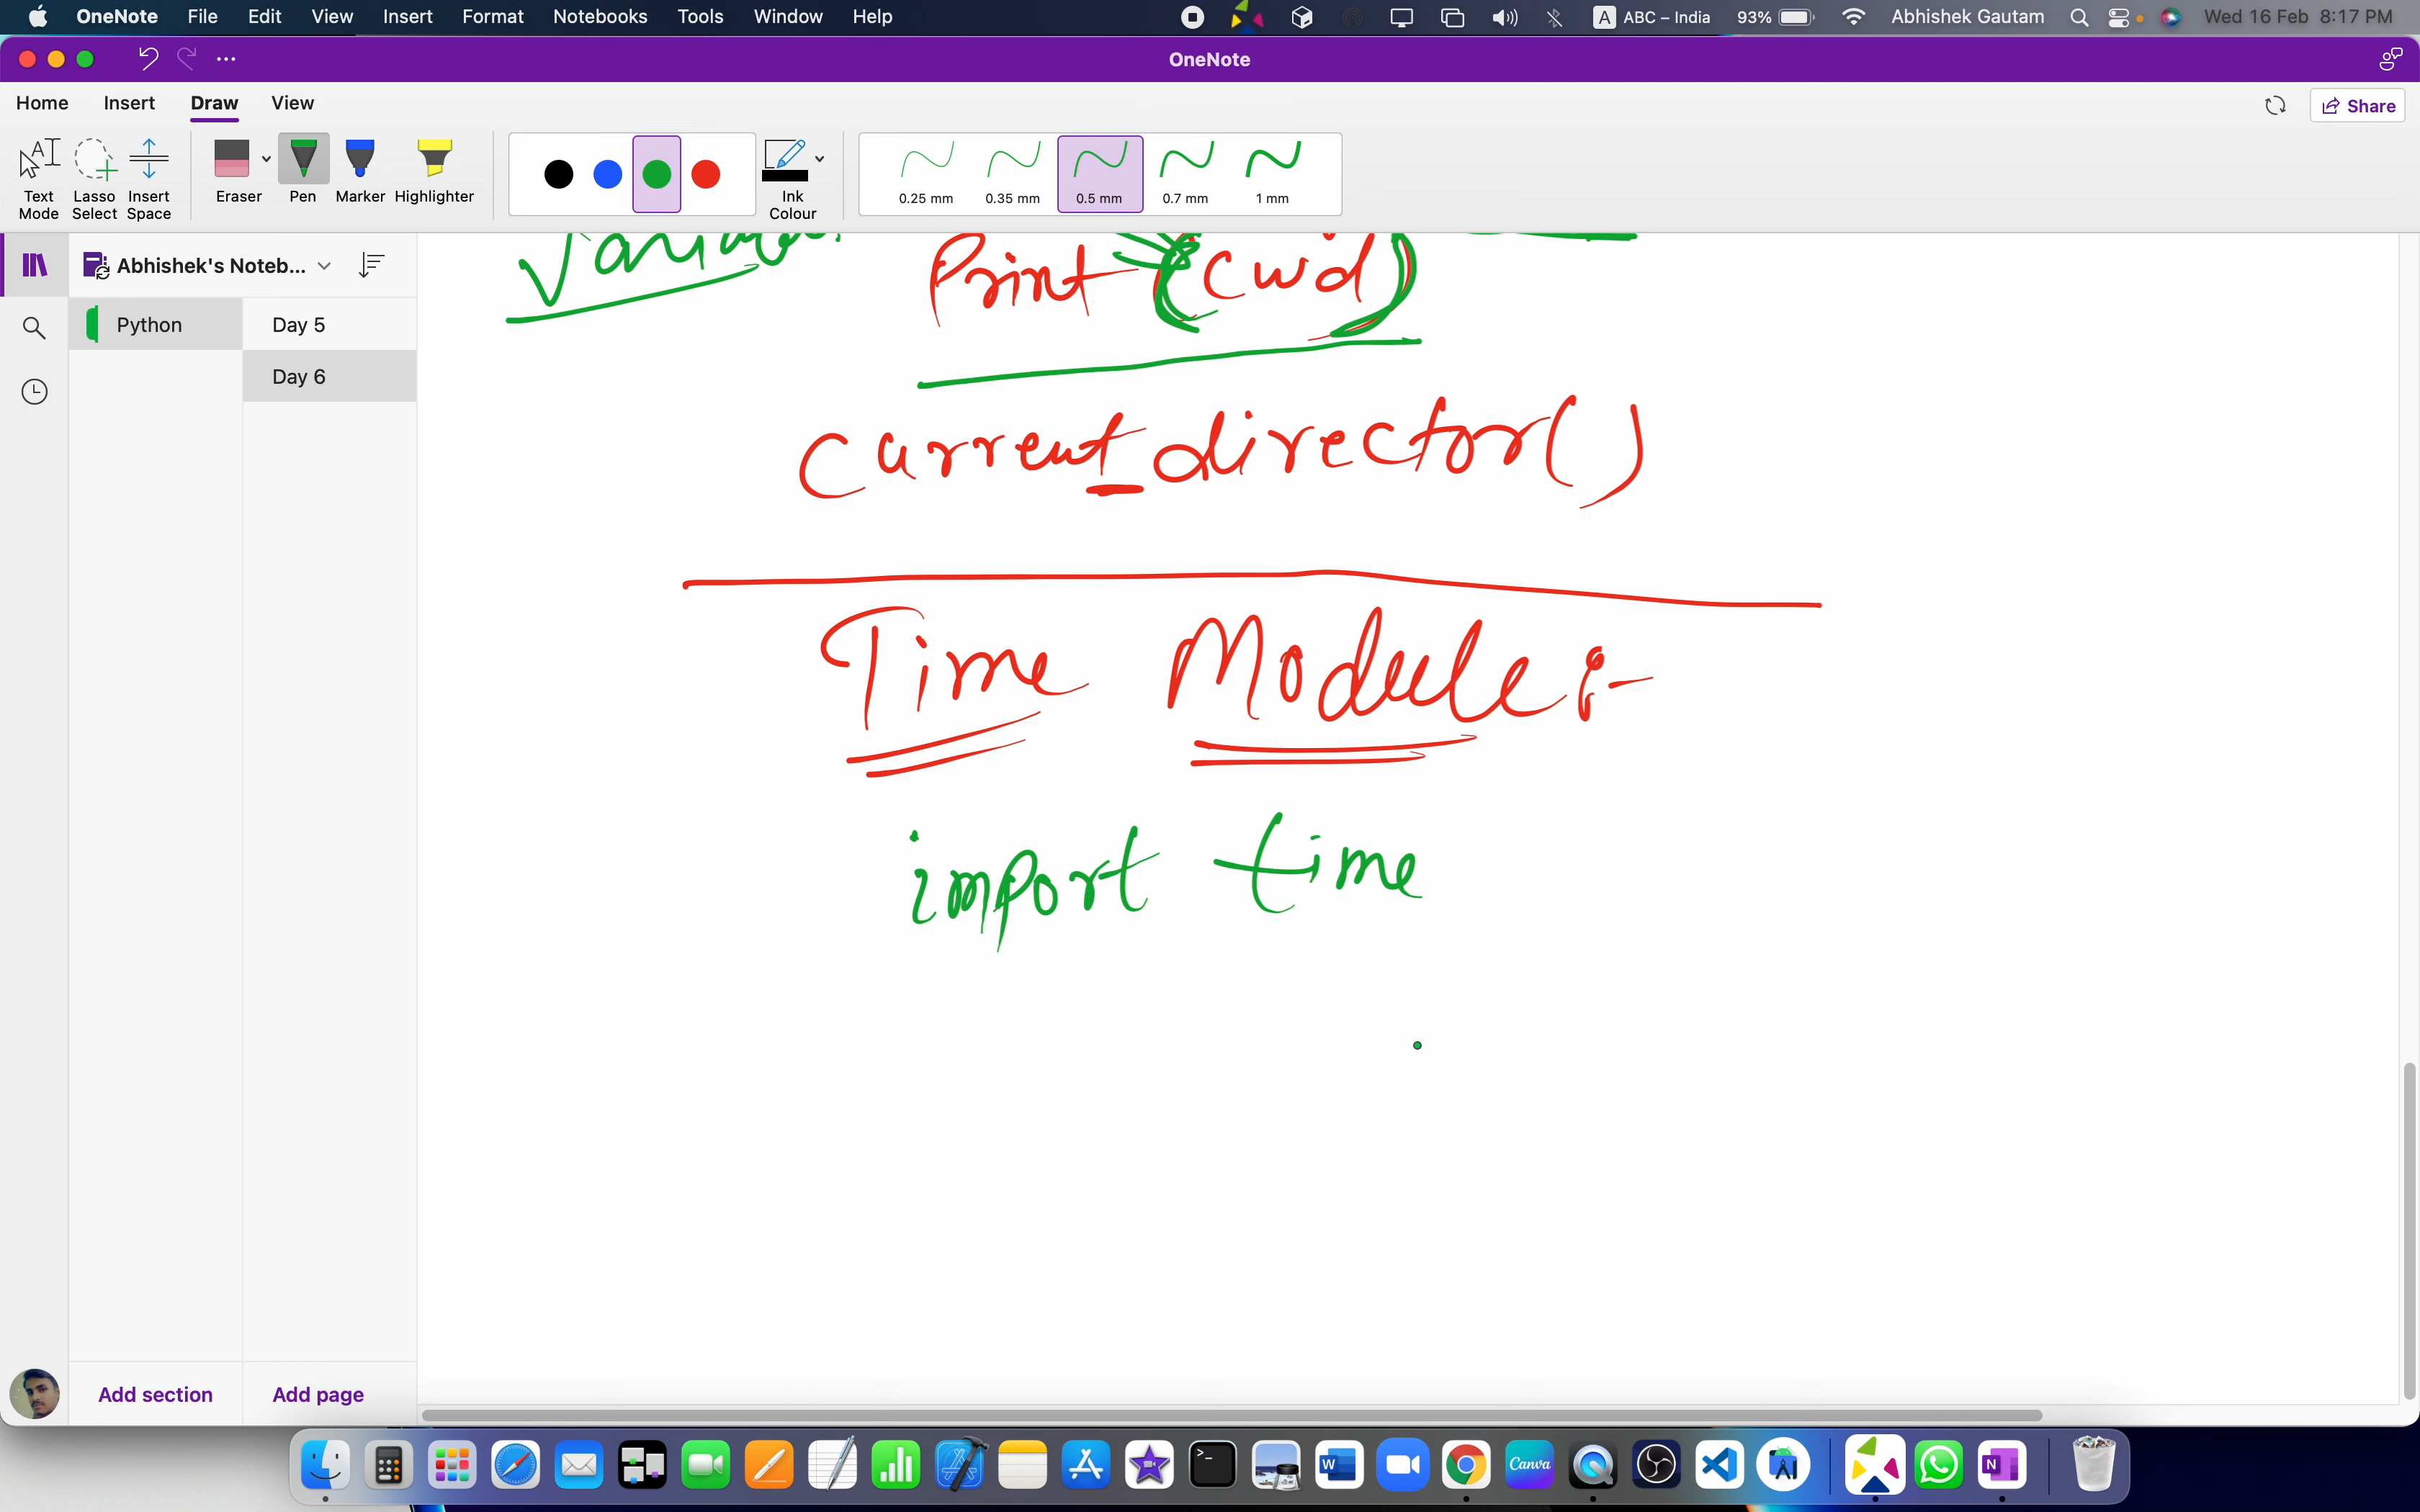 OneNote File Edit View Insert Format Notebooks Tools Window Help A ABC – India 93% Abhishek Gautam Wed 16 Feb 8:17 PM
OneNote
Home Insert Draw View Share
Text Mode Lasso Select Insert Space Eraser Pen Marker Highlighter Ink Colour 0.25 mm 0.35 mm 0.5 mm 0.7 mm 1 mm
Abhishek's Noteb...
Python Day 5
Day 6
Print (cwd)
Current director()
Time Module :-
import time
Add section Add page
Canva